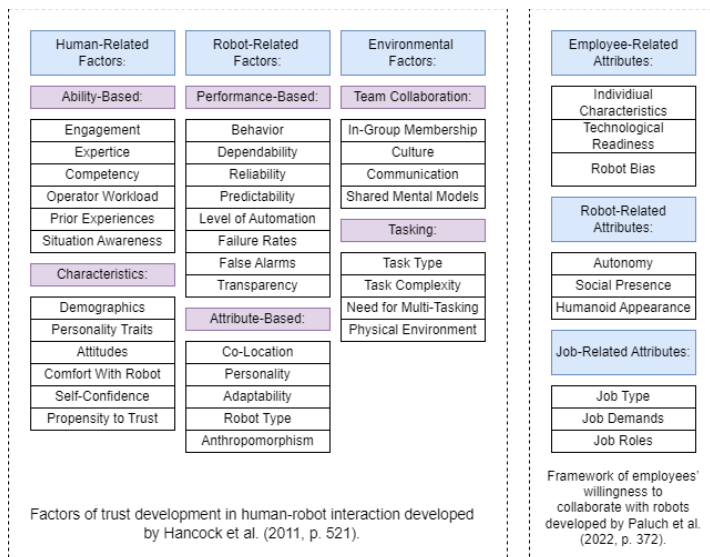 Human-Related
Factors:
Ability-Based:
Engagement
Expertice
Competency
Operator Workload
Prior Experiences
Situation Awareness
Characteristics:
Demographics
Personality Traits
Attitudes
Comfort With Robot
Self-Confidence
Propensity to Trust
Robot-Related
Factors:
Performance-Based:
Behavior
Dependability
Reliability
Predictability
Level of Automation
Failure Rates
False Alarms
Transparency
Attribute-Based:
Co-Location
Personality
Adaptability
Robot Type
Anthropomorphism
Environmental
Factors:
Team Collaboration:
In-Group Membership
Culture
Communication
Shared Mental Models
Tasking:
Task Type
Task Complexity
Need for Multi-Tasking
Physical Environment
Factors of trust development in human-robot interaction developed
by Hancock et al. (2011, p. 521).
Employee-Related
Attributes:
Individiual
Characteristics
Technological
Readiness
Robot Bias
Robot-Related
Attributes:
Autonomy
Social Presence
Humanoid Appearance
Job-Related Attributes:
Job Type
Job Demands
Job Roles
Framework of employees'
willingness to
collaborate with robots
developed by Paluch et al.
(2022, p. 372).